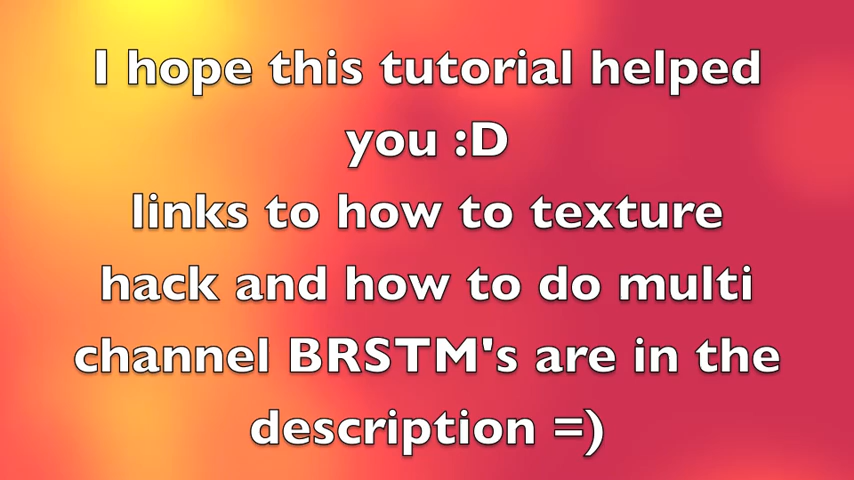 I hope this tutorial helped
you :D
links to how to texture
hack and how to do multi
channel BRSTM's are in the
description =)